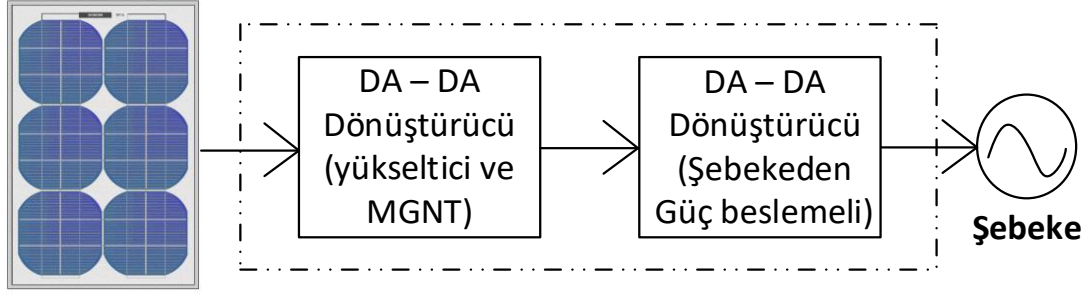 DA – DA
Dönüştürücü
(yükseltici ve
MGNT)
DA – DA
Dönüştürücü
(Şebekeden
Güç beslemeli)
Şebeke